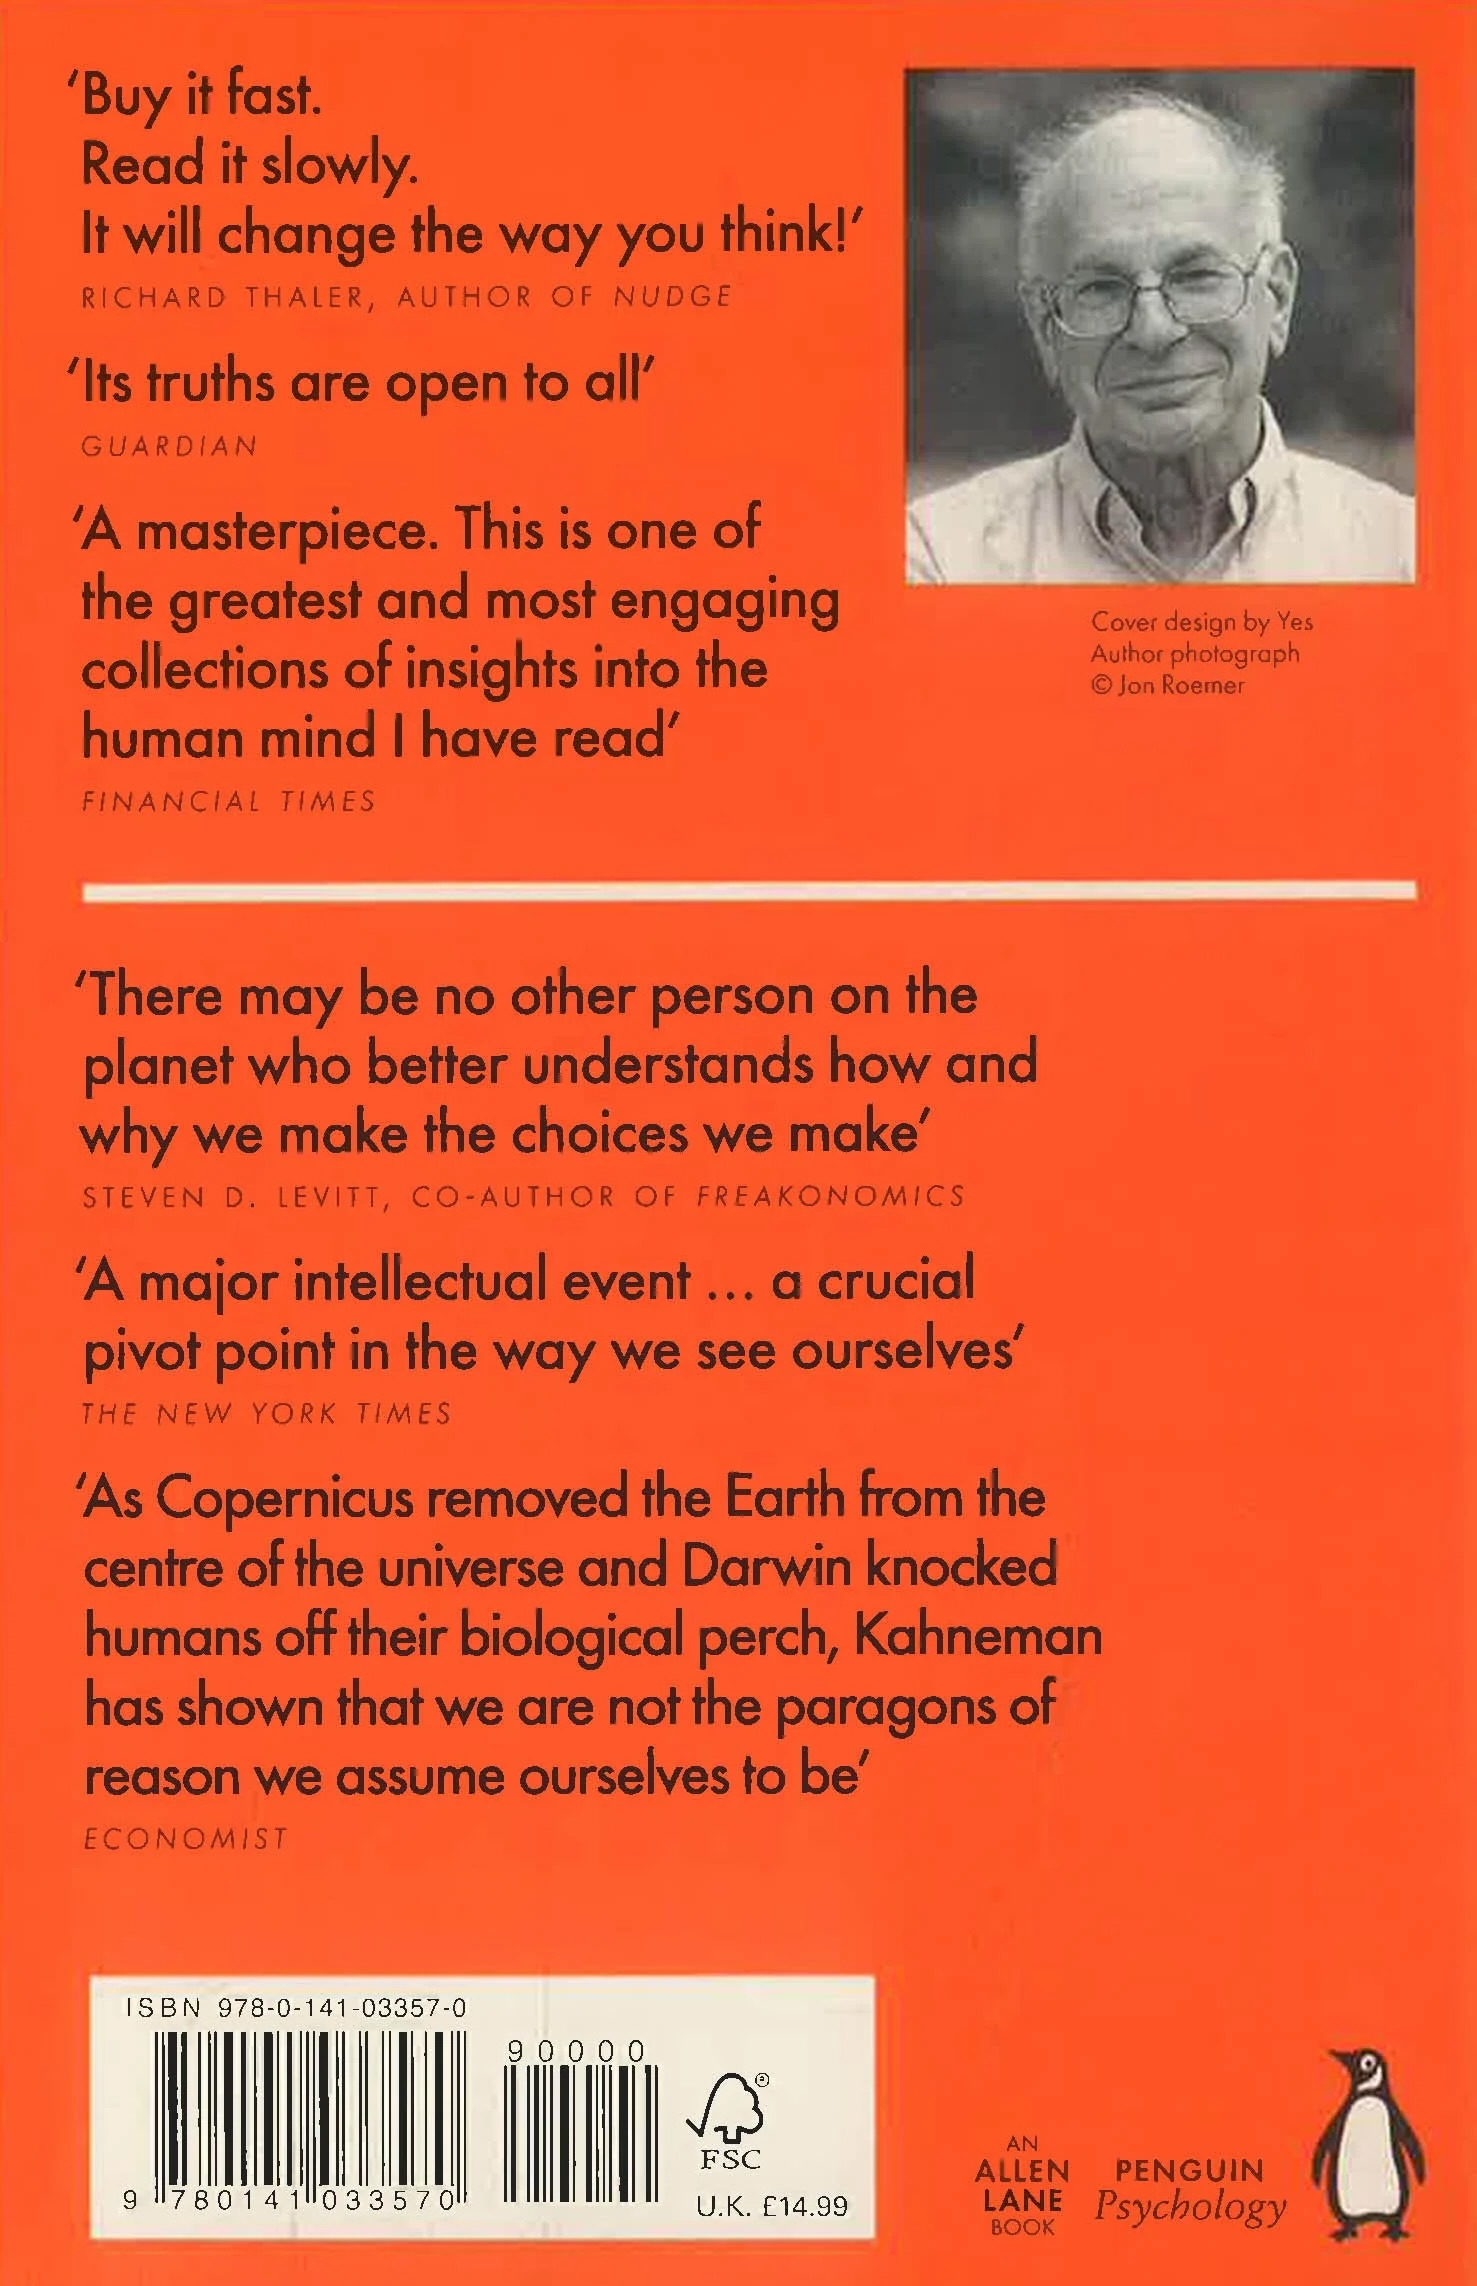 ‘Buy it fast.
Read it slowly.
It will change the way you think!’
RICHARD THALER, AUTHOR OF NUDGE
‘Its truths are open to all’
GUARDIAN
‘A masterpiece. This is one of
the greatest and most engaging
collections of insights into the
human mind I have read’
FINANCIAL TIMES
Cover design by Yes
Author photograph
© Jon Roemer
‘There may be no other person on the
planet who better understands how and
why we make the choices we make’
STEVEN D. LEVITT, CO-AUTHOR OF FREAKONOMICS
‘A major intellectual event ... a crucial
pivot point in the way we see ourselves’
THE NEW YORK TIMES
‘As Copernicus removed the Earth from the
centre of the universe and Darwin knocked
humans off their biological perch, Kahneman
has shown that we are not the paragons of
reason we assume ourselves to be’
ECONOMIST
ISBN 978-0-141-03357-0
90000
9 780141 033570
®
FSC
U.K. £14.99
AN
ALLEN
LANE
BOOK
PENGUIN
Psychology